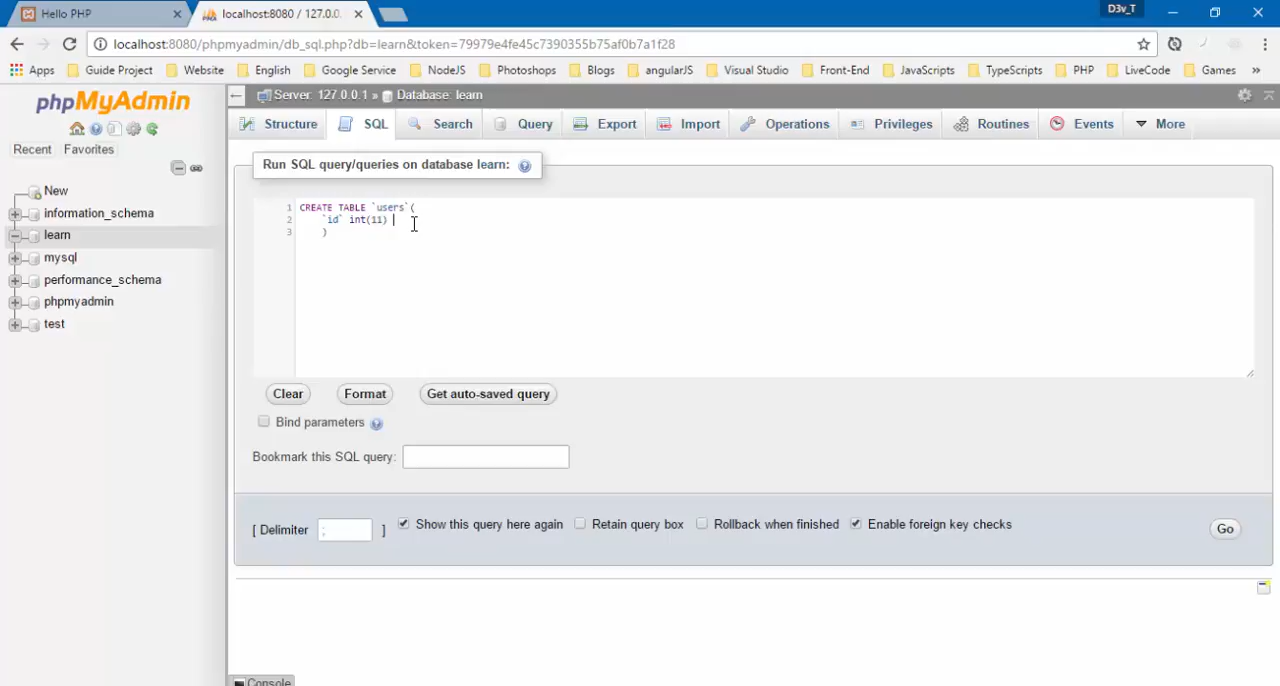 Hello PHP
localhost:8080 / 127.0.0.
D3v_T
localhost:8080/phpmyadmin/db_sql.php?db=learn&token=79979e4fe45c7390355b75af0b7a1f28
Apps Guide Project Website English Google Service NodeJS Photoshops Blogs angularJS Visual Studio Front-End JavaScripts TypeScripts PHP LiveCode Games »
phpMyAdmin
Server: 127.0.0.1 » Database: learn
Structure SQL Search Query Export Import Operations Privileges Routines Events More
Recent Favorites
New
information_schema
learn
mysql
performance_schema
phpmyadmin
test
Run SQL query/queries on database learn:
1 CREATE TABLE `users`(
2 `id` int(11)
3 )
Clear Format Get auto-saved query
Bind parameters
Bookmark this SQL query:
[ Delimiter ; ] Show this query here again Retain query box Rollback when finished Enable foreign key checks Go
Console